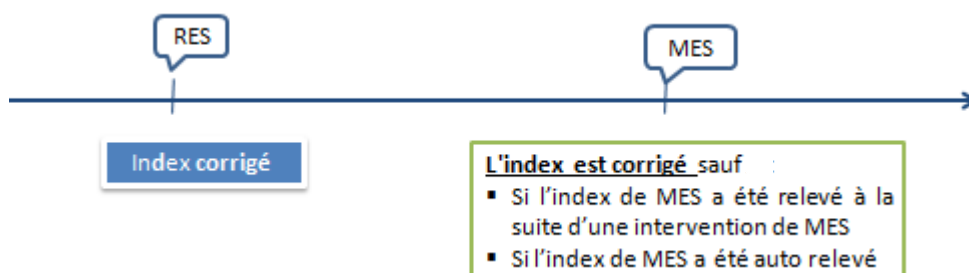 RES
MES
Index corrigé
L'index est corrigé sauf :
▪ Si l'index de MES a été relevé à la
suite d'une intervention de MES
▪ Si l'index de MES a été auto relevé